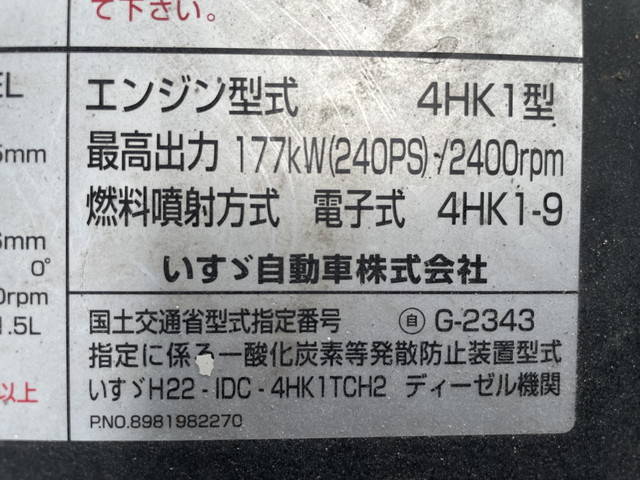 て下さい。
エンジン型式 4HK1型
最高出力 177kW(240PS)/2400rpm
燃料噴射方式 電子式 4HK1-9
いすゞ自動車株式会社
国土交通省型式指定番号 自 G-2343
指定に係る一酸化炭素等発散防止装置型式
いすゞH22-IDC-4HK1TCH2 ディーゼル機関
P.NO.8981982270
mm
mm
0°
rpm
.5L
以上